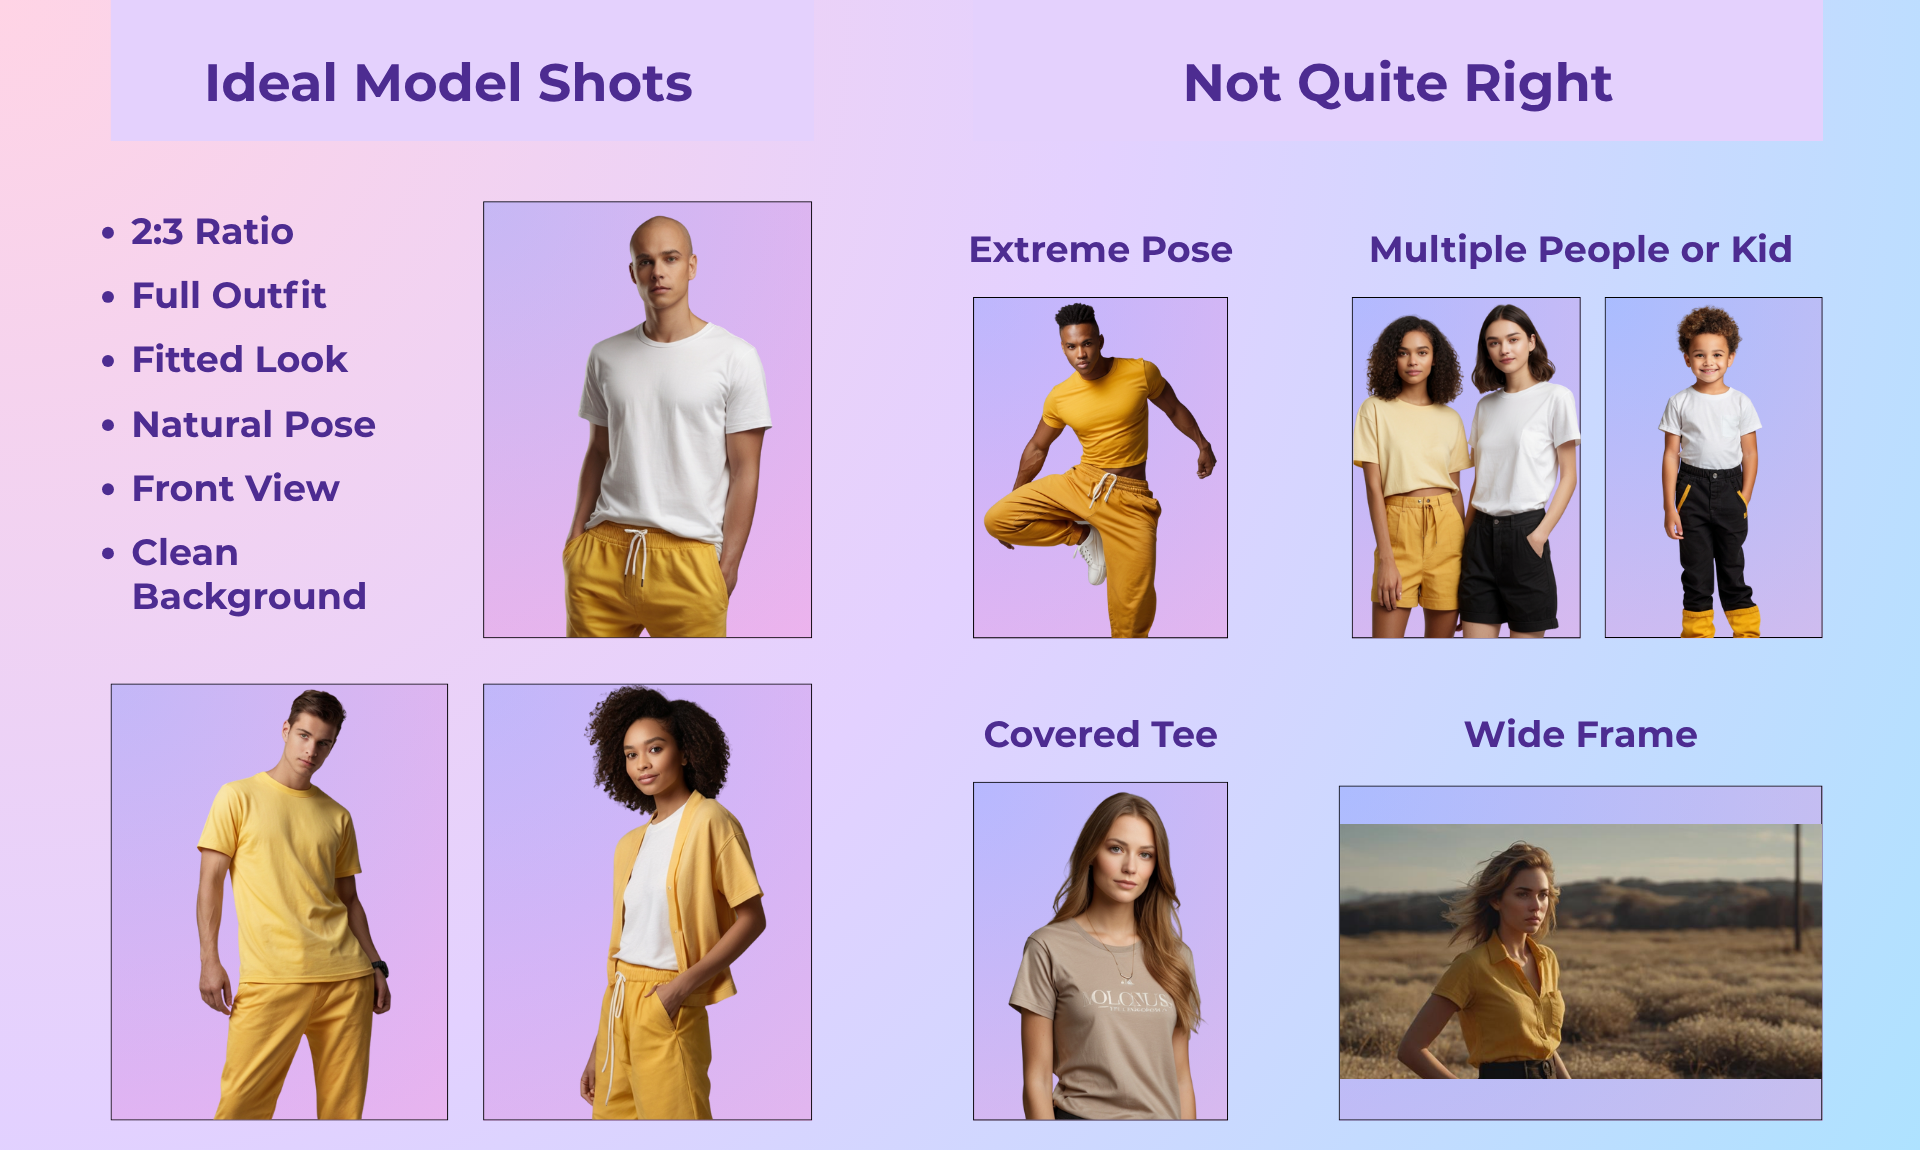 Ideal Model Shots
Not Quite Right
• 2:3 Ratio
• Full Outfit
• Fitted Look
• Natural Pose
• Front View
• Clean
Background
Extreme Pose
Multiple People or Kid
Covered Tee
Wide Frame